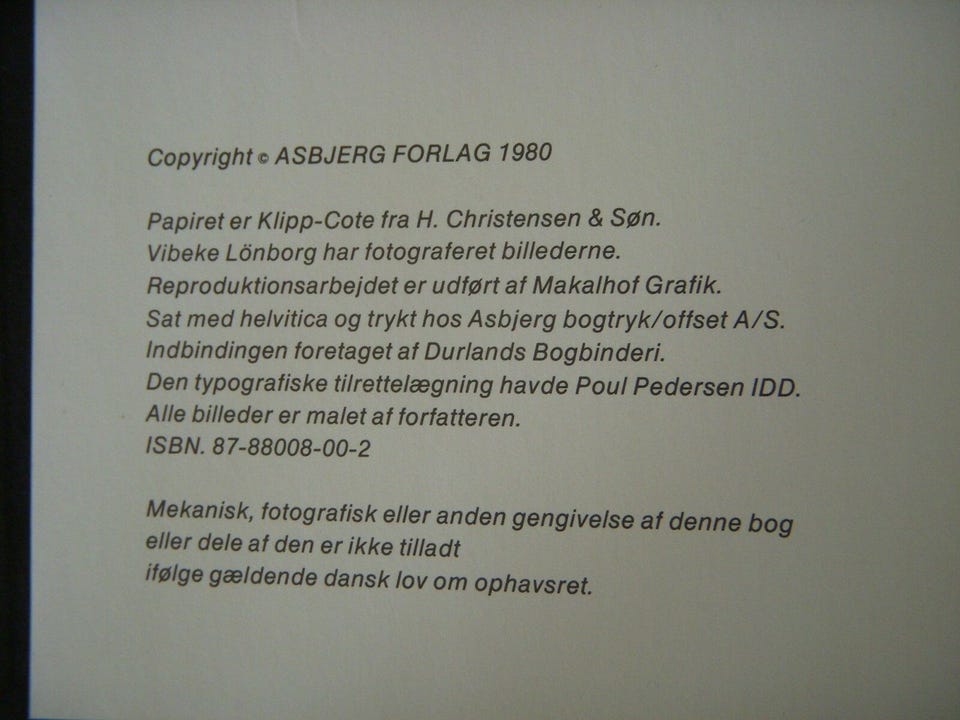 Copyright © ASBJERG FORLAG 1980
Papiret er Klipp-Cote fra H. Christensen & Søn.
Vibeke Lönborg har fotograferet billederne.
Reproduktionsarbejdet er udført af Makalhof Grafik.
Sat med helvitica og trykt hos Asbjerg bogtryk/offset A/S.
Indbindingen foretaget af Durlands Bogbinderi.
Den typografiske tilrettelægning havde Poul Pedersen IDD.
Alle billeder er malet af forfatteren.
ISBN. 87-88008-00-2
Mekanisk, fotografisk eller anden gengivelse af denne bog
eller dele af den er ikke tilladt
ifølge gældende dansk lov om ophavsret.